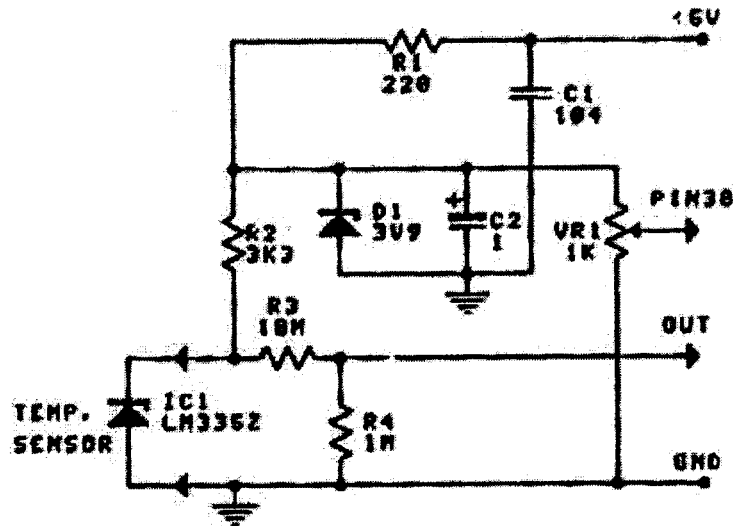 +5V
R1
220
C1
104
PIN38
R2
3K3
D1
3V9
+
C2
1
VR1
1K
R3
10M
OUT
TEMP.
SENSOR
IC1
LM335Z
R4
1M
GND